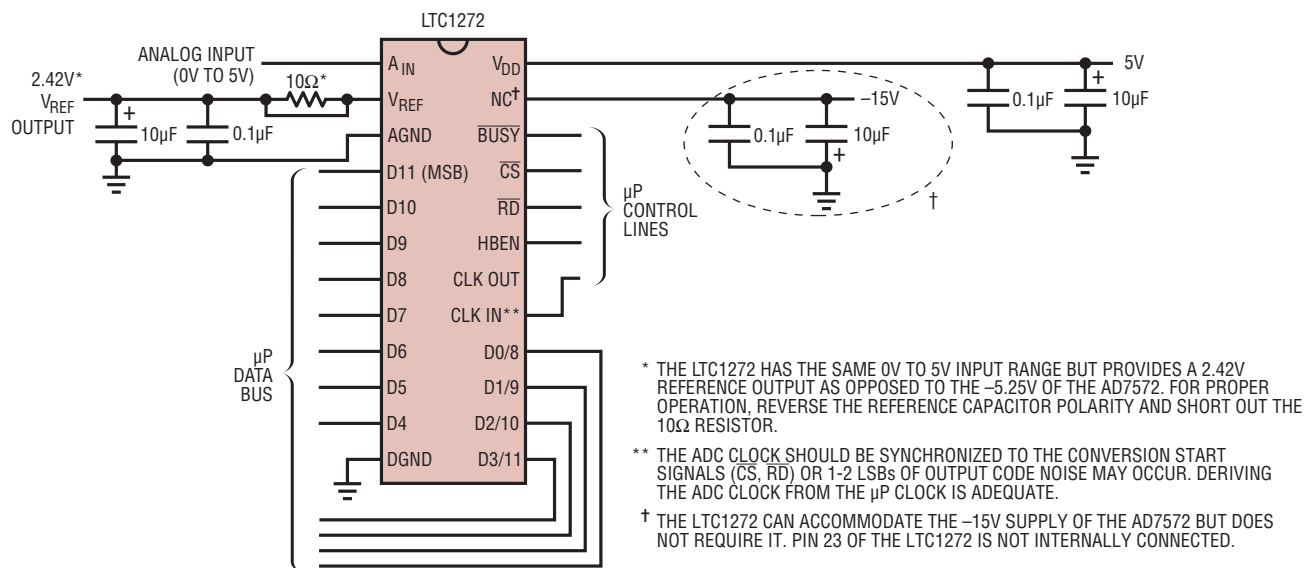 LTC1272
ANALOG INPUT
(0V TO 5V)
2.42V*
VREF
OUTPUT
10Ω*
+
10µF
0.1µF
AIN
VREF
AGND
D11 (MSB)
D10
D9
D8
D7
D6
D5
D4
DGND
VDD
NC†
BUSY
CS
RD
HBEN
CLK OUT
CLK IN**
D0/8
D1/9
D2/10
D3/11
µP
DATA
BUS
µP
CONTROL
LINES
–15V
0.1µF
10µF
+
†
5V
0.1µF
+
10µF
* THE LTC1272 HAS THE SAME 0V TO 5V INPUT RANGE BUT PROVIDES A 2.42V
REFERENCE OUTPUT AS OPPOSED TO THE –5.25V OF THE AD7572. FOR PROPER
OPERATION, REVERSE THE REFERENCE CAPACITOR POLARITY AND SHORT OUT THE
10Ω RESISTOR.
** THE ADC CLOCK SHOULD BE SYNCHRONIZED TO THE CONVERSION START
SIGNALS (CS, RD) OR 1-2 LSBs OF OUTPUT CODE NOISE MAY OCCUR. DERIVING
THE ADC CLOCK FROM THE µP CLOCK IS ADEQUATE.
† THE LTC1272 CAN ACCOMMODATE THE –15V SUPPLY OF THE AD7572 BUT DOES
NOT REQUIRE IT. PIN 23 OF THE LTC1272 IS NOT INTERNALLY CONNECTED.